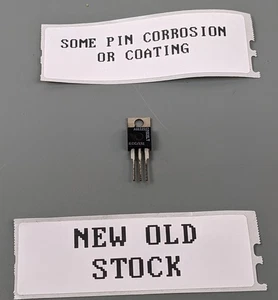 SOME PIN CORROSION
OR COATING
NEW OLD
STOCK